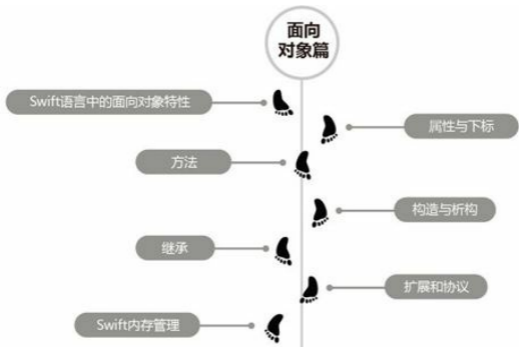 面向
对象篇
Swift语言中的面向对象特性
属性与下标
方法
构造与析构
继承
扩展和协议
Swift内存管理